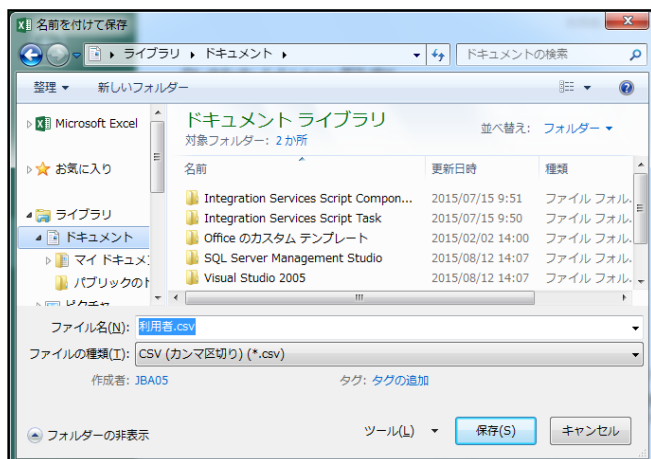 名前を付けて保存
ライブラリ ▸ ドキュメント ▸
ドキュメントの検索
整理 ▼ 新しいフォルダー
Microsoft Excel
お気に入り
ライブラリ
ドキュメント
マイ ドキュメ
パブリックのト
ピクチャ
ドキュメント ライブラリ
対象フォルダー: 2 か所
並べ替え: フォルダー ▼
名前 更新日時 種類
Integration Services Script Compon... 2015/07/15 9:51 ファイル フォル
Integration Services Script Task 2015/07/15 9:50 ファイル フォル
Office のカスタム テンプレート 2015/02/02 14:00 ファイル フォル
SQL Server Management Studio 2015/08/12 14:07 ファイル フォル
Visual Studio 2005 2015/08/12 14:07 ファイル フォル
ファイル名(N): 利用者.csv
ファイルの種類(T): CSV (カンマ区切り) (*.csv)
作成者: JBA05 タグ: タグの追加
フォルダーの非表示 ツール(L) ▼ 保存(S) キャンセル